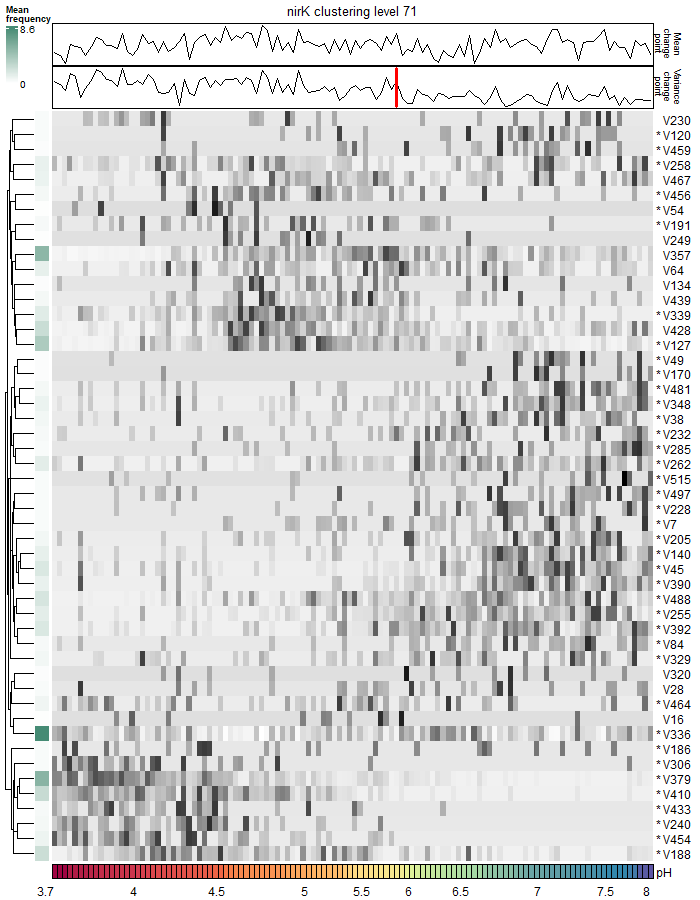 nirK clustering level 71
Mean
frequency
8.6
0
Mean
change
point
Variance
change
point
V230
* V120
* V459
* V258
V467
* V456
* V54
* V191
V249
V357
V64
V134
V439
* V339
V428
* V127
* V49
* V170
* V481
* V348
* V38
* V232
* V285
* V262
* V515
* V497
* V228
* V7
* V205
* V140
* V45
* V390
* V488
* V255
* V392
* V84
* V329
V320
V28
* V464
V16
* V336
* V186
* V306
* V379
* V410
* V433
* V240
* V454
* V188
pH
3.7 4 4.5 5 5.5 6 6.5 7 7.5 8